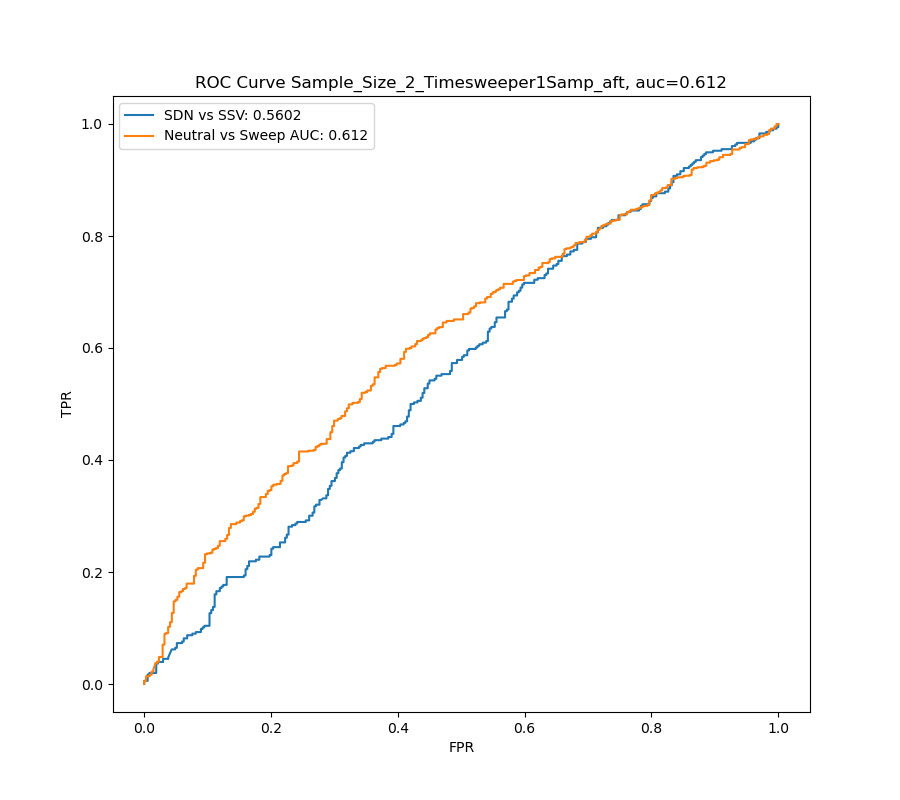 ROC Curve Sample_Size_2_Timesweeper1Samp_aft, auc=0.612
SDN vs SSV: 0.5602
Neutral vs Sweep AUC: 0.612
1.0
0.8
0.6
0.4
0.2
0.0
TPR
0.0 0.2 0.4 0.6 0.8 1.0
FPR